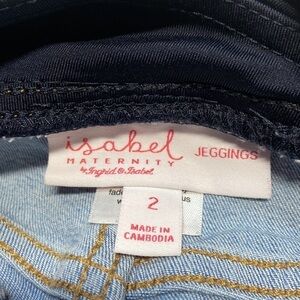 isabel
MATERNITY
by Ingrid & Isabel
JEGGINGS
2
MADE IN
CAMBODIA